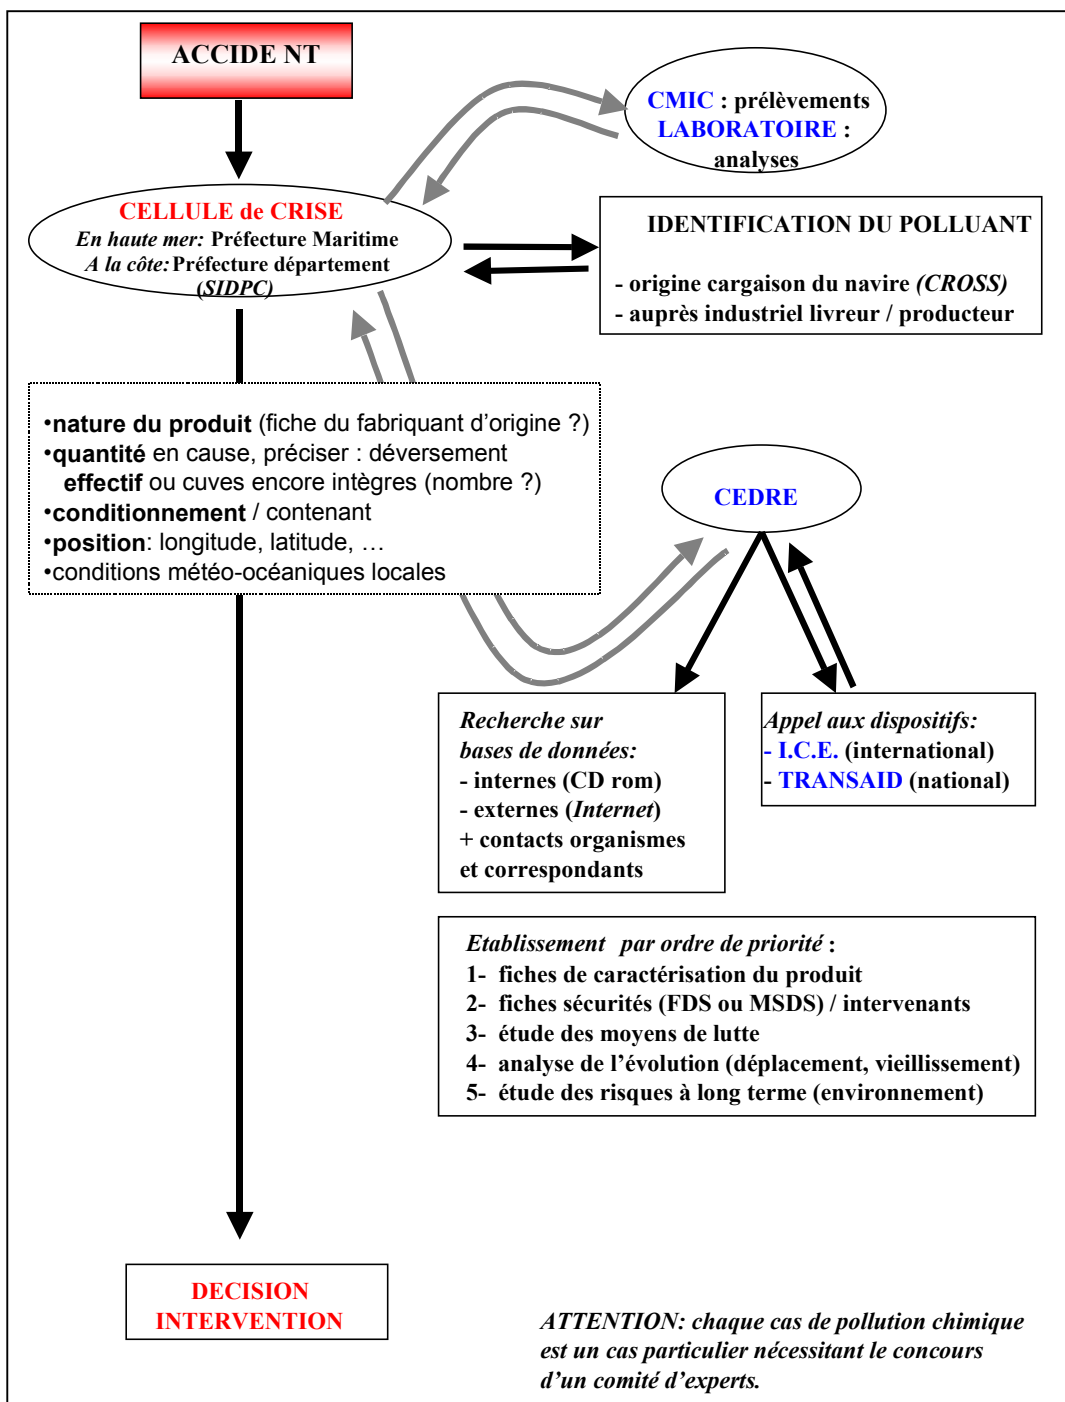 ACCIDE NT
CMIC : prélèvements
LABORATOIRE :
analyses
CELLULE de CRISE
En haute mer: Préfecture Maritime
A la côte: Préfecture département
(SIDPC)
IDENTIFICATION DU POLLUANT
- origine cargaison du navire (CROSS)
- auprès industriel livreur / producteur
•nature du produit (fiche du fabriquant d’origine ?)
•quantité en cause, préciser : déversement
effectif ou cuves encore intègres (nombre ?)
•conditionnement / contenant
•position: longitude, latitude, …
•conditions météo-océaniques locales
CEDRE
Recherche sur
bases de données:
- internes (CD rom)
- externes (Internet)
+ contacts organismes
et correspondants
Appel aux dispositifs:
- I.C.E. (international)
- TRANSAID (national)
Etablissement par ordre de priorité :
1- fiches de caractérisation du produit
2- fiches sécurités (FDS ou MSDS) / intervenants
3- étude des moyens de lutte
4- analyse de l’évolution (déplacement, vieillissement)
5- étude des risques à long terme (environnement)
DECISION
INTERVENTION
ATTENTION: chaque cas de pollution chimique
est un cas particulier nécessitant le concours
d’un comité d’experts.